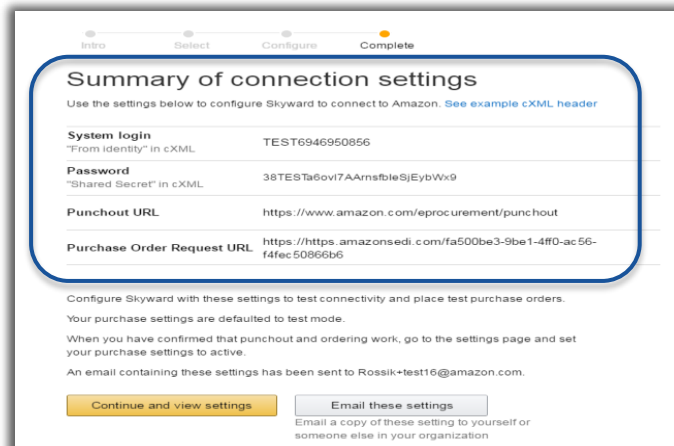 Intro Select Configure Complete
Summary of connection settings
Use the settings below to configure Skyward to connect to Amazon. See example cXML header
System login
"From identity" in cXML
TEST6946950856
Password
"Shared Secret" in cXML
38TESTa6ovI7AArnsfbleSjEybWx9
Punchout URL https://www.amazon.com/eprocurement/punchout
Purchase Order Request URL https://https.amazonsedi.com/fa500be3-9be1-4ff0-ac56-
f4fec50866b6
Configure Skyward with these settings to test connectivity and place test purchase orders.
Your purchase settings are defaulted to test mode.
When you have confirmed that punchout and ordering work, go to the settings page and set
your purchase settings to active.
An email containing these settings has been sent to Rossik+test16@amazon.com.
Continue and view settings Email these settings
Email a copy of these setting to yourself or
someone else in your organization